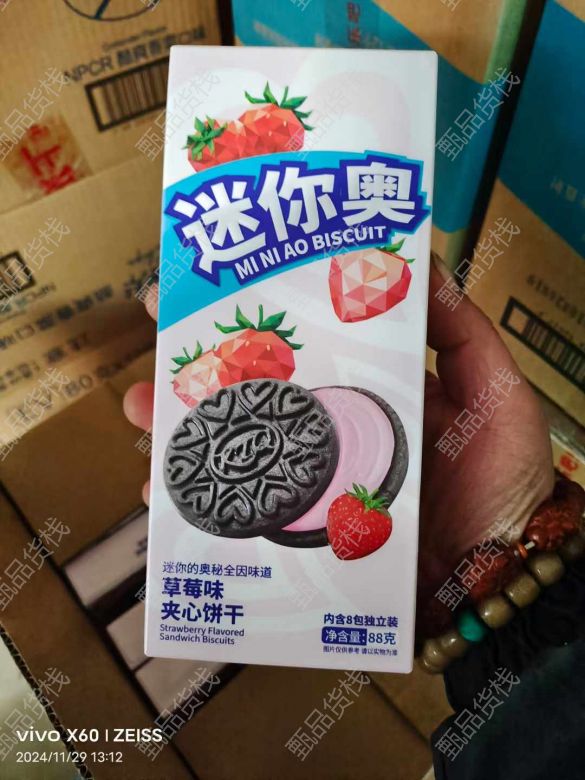 迷你奥
MINI AO BISCUIT
迷你的奥秘全因味道
草莓味
夹心饼干
Strawberry Flavored
Sandwich Biscuits
内含8包独立装
净含量:88克
图片仅供参考 请以实物为准
NPCR
甄品货栈
vivo X60 | ZEISS
2024/11/29 13:12